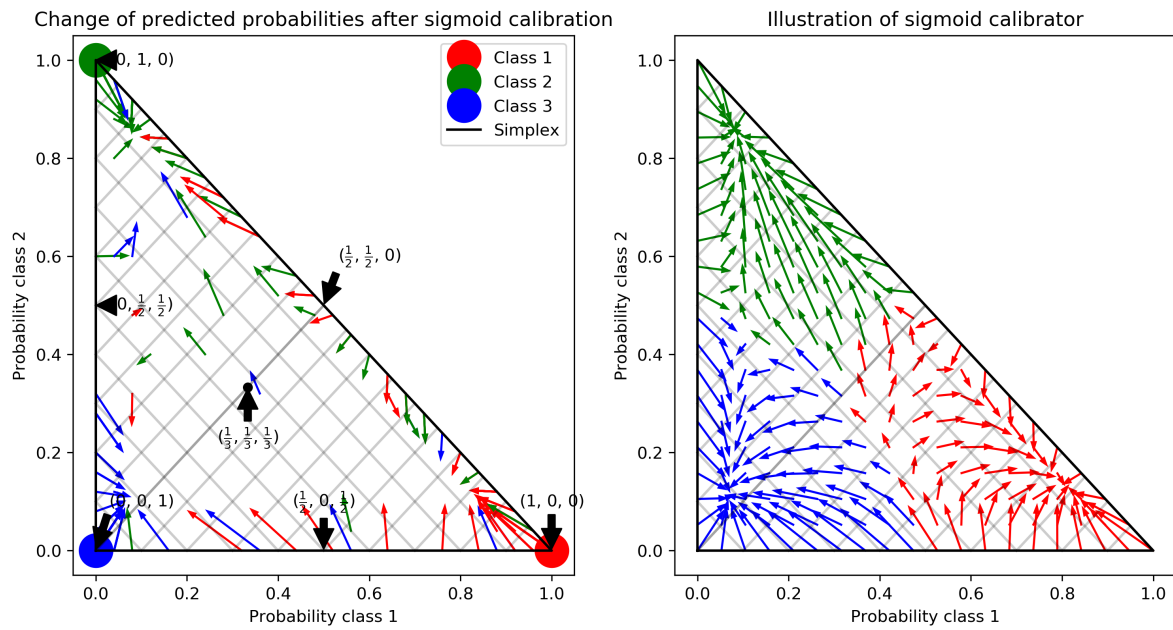 Change of predicted probabilities after sigmoid calibration
Probability class 2
1.0
0.8
0.6
0.4
0.2
0.0
(0, 1, 0)
Class 1
Class 2
Class 3
Simplex
(1/2, 1/2, 0)
(0, 1/2, 1/2)
(1/3, 1/3, 1/3)
(0, 0, 1)
(1/2, 0, 1/2)
(1, 0, 0)
0.0 0.2 0.4 0.6 0.8 1.0
Probability class 1
Illustration of sigmoid calibrator
Probability class 2
1.0
0.8
0.6
0.4
0.2
0.0
0.0 0.2 0.4 0.6 0.8 1.0
Probability class 1